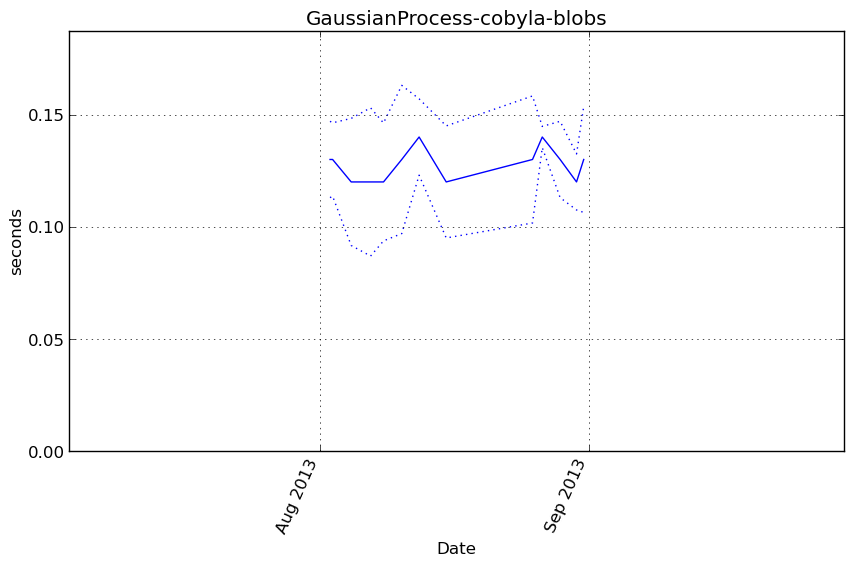 GaussianProcess-cobyla-blobs
0.15
0.10
0.05
0.00
seconds
Aug 2013
Sep 2013
Date